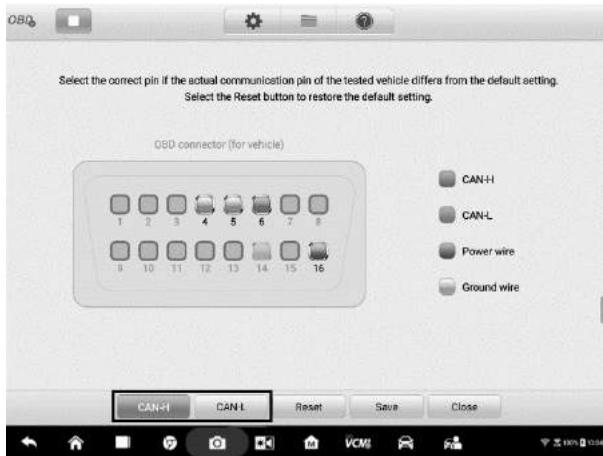 OBD
Select the correct pin if the actual communication pin of the tested vehicle differs from the default setting.
Select the Reset button to restore the default setting.
OBD connector (for vehicle)
1 2 3 4 5 6 7 8
9 10 11 12 13 14 15 16
CAN-H
CAN-L
Power wire
Ground wire
CAN-H CAN-L Reset Save Close
M VCMI 100% 13:04